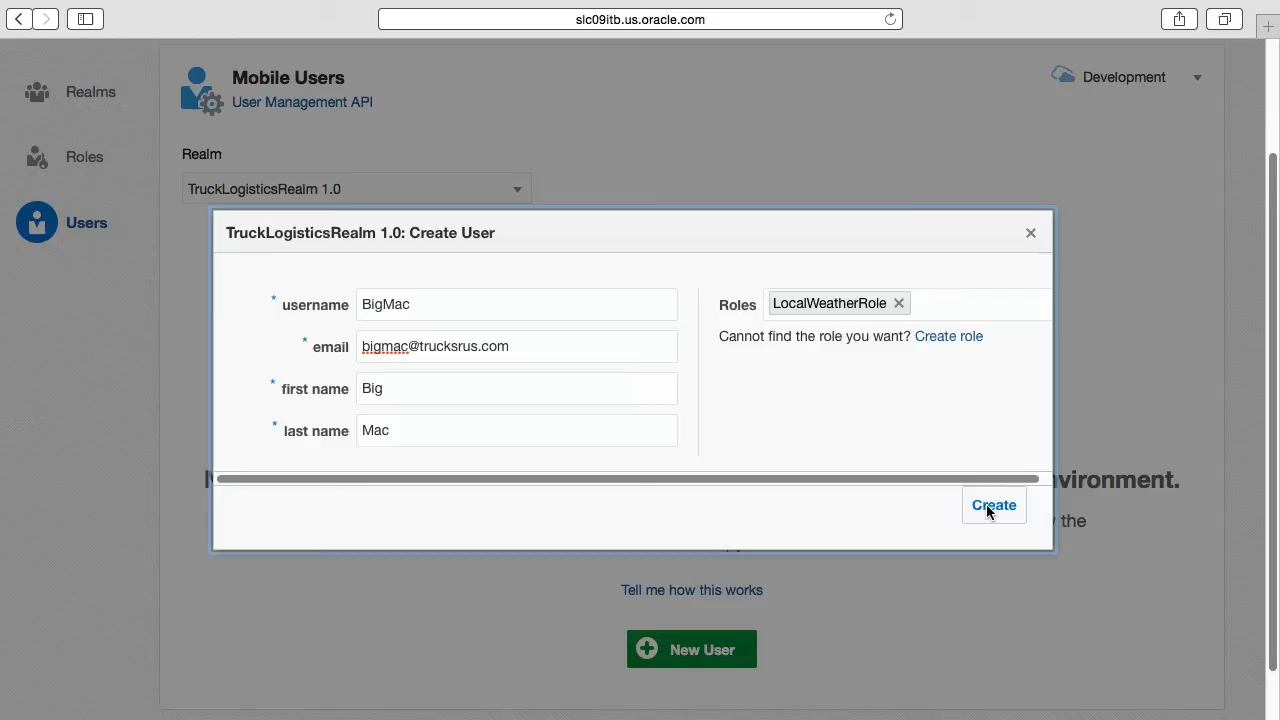 slc09itb.us.oracle.com
Mobile Users
User Management API
Development
Realms
Roles
Users
Realm
TruckLogisticsRealm 1.0
TruckLogisticsRealm 1.0: Create User
* username BigMac
* email bigmac@trucksrus.com
* first name Big
* last name Mac
Roles LocalWeatherRole
Cannot find the role you want? Create role
Create
the
Tell me how this works
New User